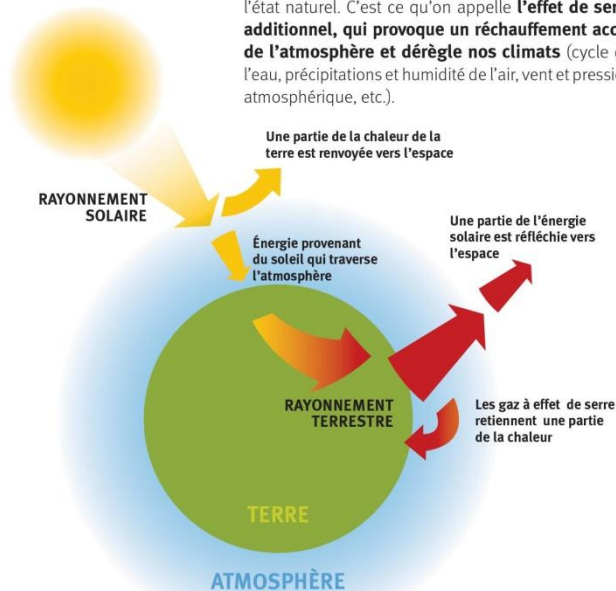 l'état naturel. C'est ce qu'on appelle l'effet de
additionnel, qui provoque un réchauffement
de l'atmosphère et dérègle nos climats (cycle
l'eau, précipitations et humidité de l'air, vent et
atmosphérique, etc.).
Une partie de la chaleur de la
terre est renvoyée vers l'espace
RAYONNEMENT
SOLAIRE
Une partie de l'énergie
solaire est réfléchie vers
l'espace
Énergie provenant
du soleil qui traverse
l'atmosphère
RAYONNEMENT
TERRESTRE
Les gaz à effet de serre
retiennent une partie
de la chaleur
TERRE
ATMOSPHÈRE